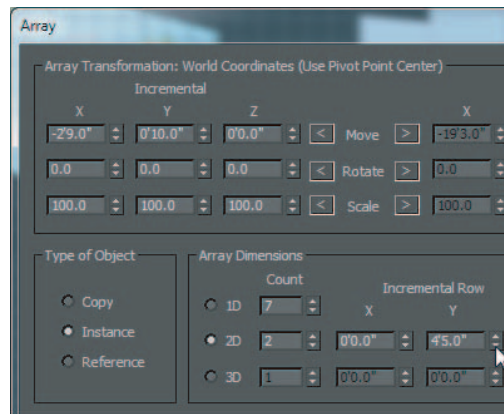 Array
Array Transformation: World Coordinates (Use Pivot Point Center)
Incremental
X Y Z X
-2'9.0" 0'10.0" 0'0.0" < Move > -19'3.0"
0.0 0.0 0.0 < Rotate > 0.0
100.0 100.0 100.0 < Scale > 100.0
Type of Object
Copy
Instance
Reference
Array Dimensions
Count Incremental Row
X Y
1D 7
2D 2 0'0.0" 4'5.0"
3D 1 0'0.0" 0'0.0"